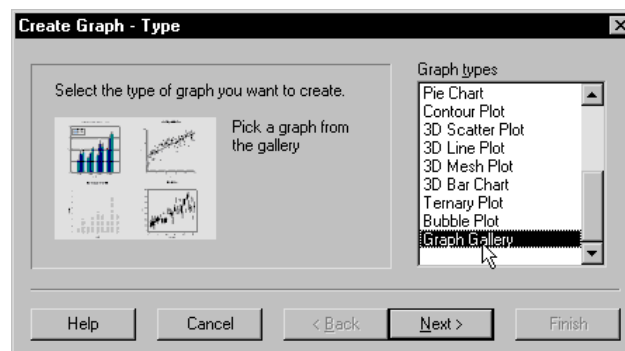 Create Graph - Type
Select the type of graph you want to create.
Pick a graph from
the gallery
Graph types
Pie Chart
Contour Plot
3D Scatter Plot
3D Line Plot
3D Mesh Plot
3D Bar Chart
Ternary Plot
Bubble Plot
Graph Gallery
Help
Cancel
< Back
Next >
Finish